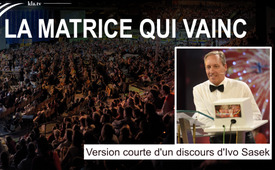 kla.tv
LA MATRICE QUI VAINC
Version courte d'un discours d'Ivo Sasek